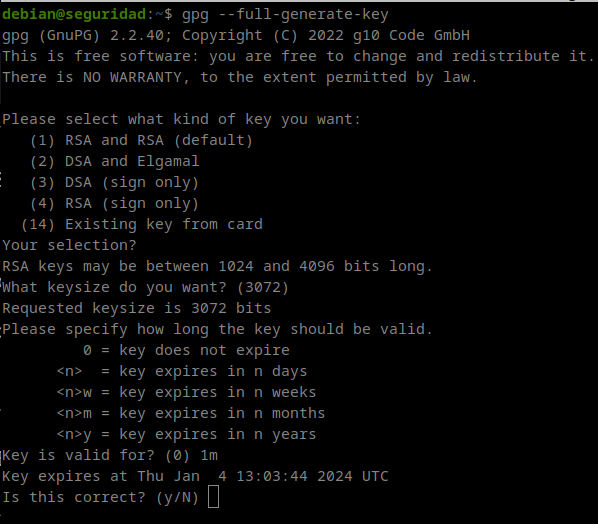 debian@seguridad:~$ gpg --full-generate-key
gpg (GnuPG) 2.2.40; Copyright (C) 2022 g10 Code GmbH
This is free software: you are free to change and redistribute it.
There is NO WARRANTY, to the extent permitted by law.

Please select what kind of key you want:
   (1) RSA and RSA (default)
   (2) DSA and Elgamal
   (3) DSA (sign only)
   (4) RSA (sign only)
  (14) Existing key from card
Your selection?
RSA keys may be between 1024 and 4096 bits long.
What keysize do you want? (3072)
Requested keysize is 3072 bits
Please specify how long the key should be valid.
         0 = key does not expire
      <n>  = key expires in n days
      <n>w = key expires in n weeks
      <n>m = key expires in n months
      <n>y = key expires in n years
Key is valid for? (0) 1m
Key expires at Thu Jan  4 13:03:44 2024 UTC
Is this correct? (y/N)